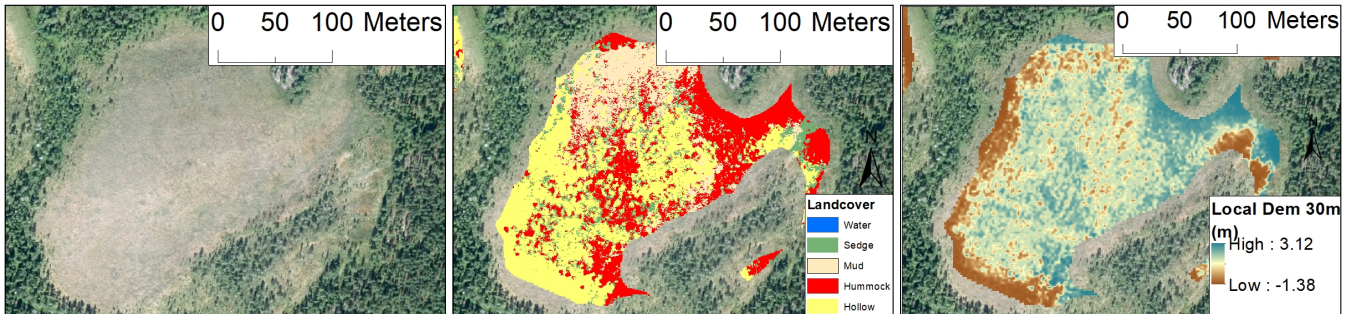 0 50 100 Meters
0 50 100 Meters
N
Landcover
Water
Sedge
Mud
Hummock
Hollow
0 50 100 Meters
N
Local Dem 30m
(m)
High : 3.12
Low : -1.38